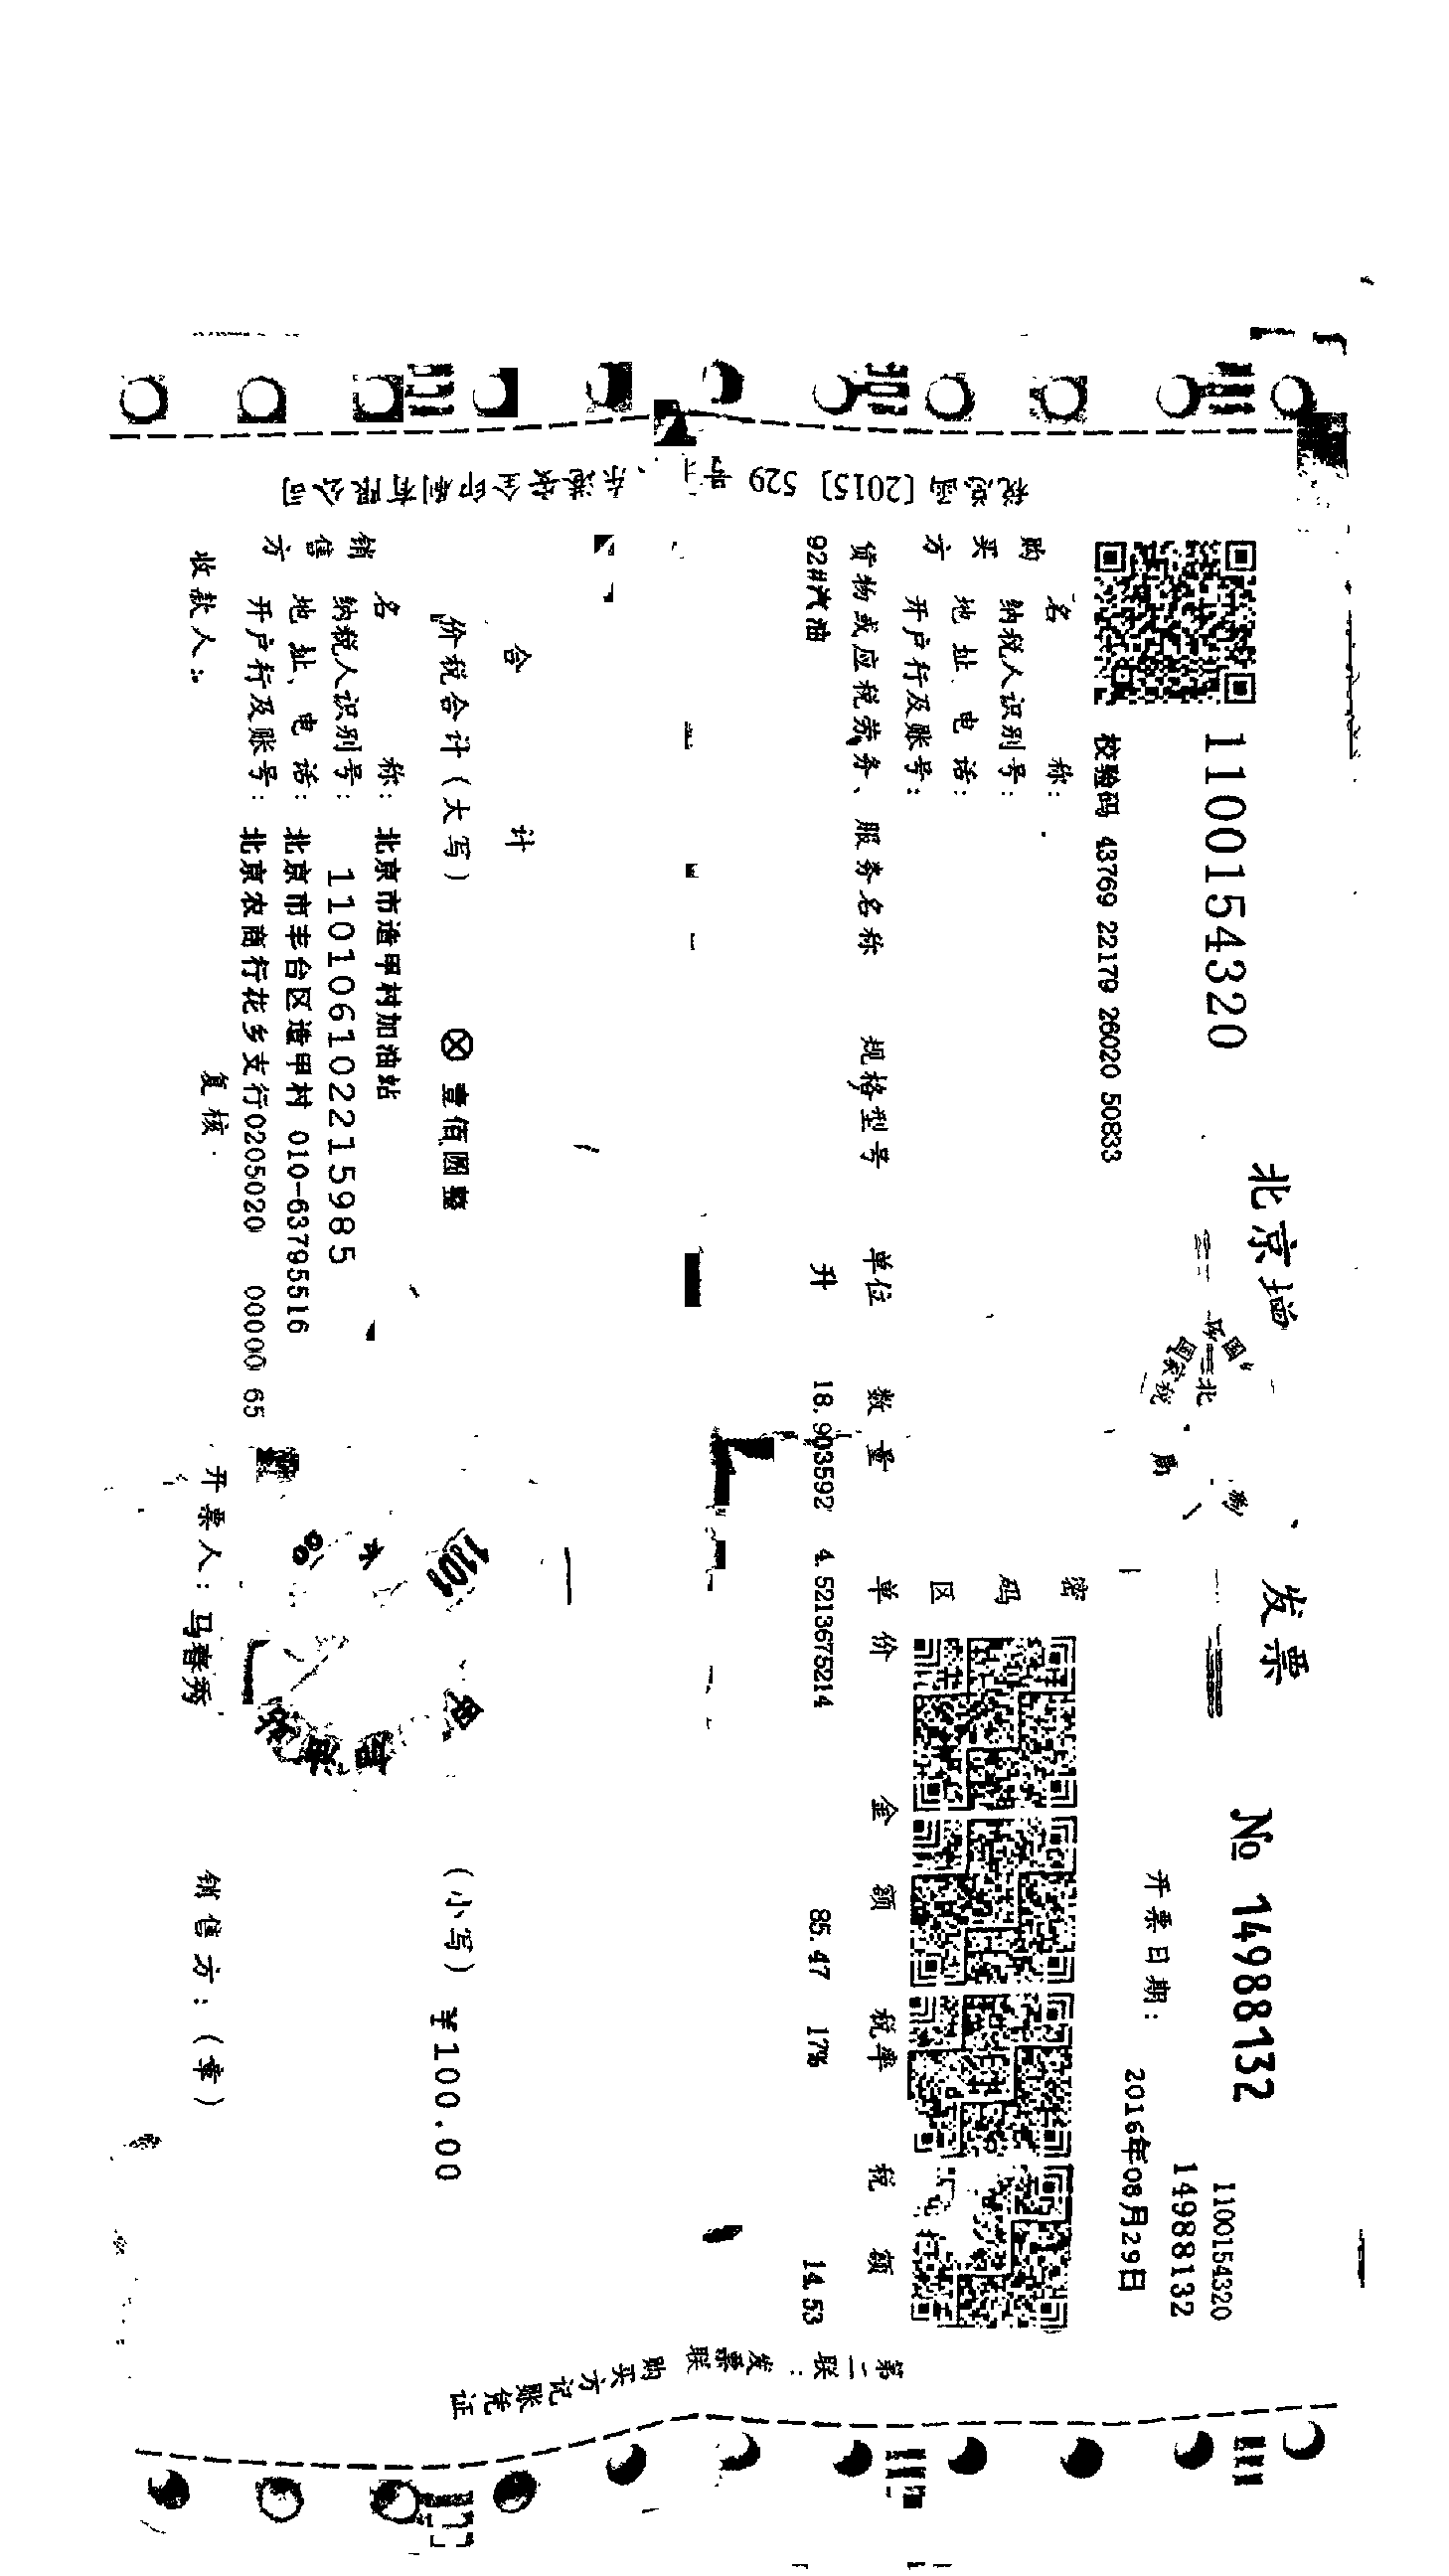 1100154320
北京增
发票
№ 14988132
1100154320
14988132
校验码 43769 22179 26020 50833
开票日期: 2016年08月29日
购买方
名 称:
纳税人识别号:
地 址、电 话:
开户行及账号:
密码区
货物或应税劳务、服务名称 规格型号 单位 数 量 单 价 金 额 税率 税 额
92#汽油 升 18.903592 4.5213675214 85.47 17% 14.53
合 计
价税合计(大写) ⊗ 壹佰圆整 (小写) ¥100.00
销售方
名 称: 北京市造甲村加油站
纳税人识别号: 110106102215985
地 址、电 话: 北京市丰台区造甲村 010-63795516
开户行及账号: 北京农商行花乡支行0205020 00000 65
收款人:
复核
开票人: 马春秀
销售方:(章)
税总函〔2015〕529号
东港安全印刷有限公司
第二联:发票联 购买方记账凭证